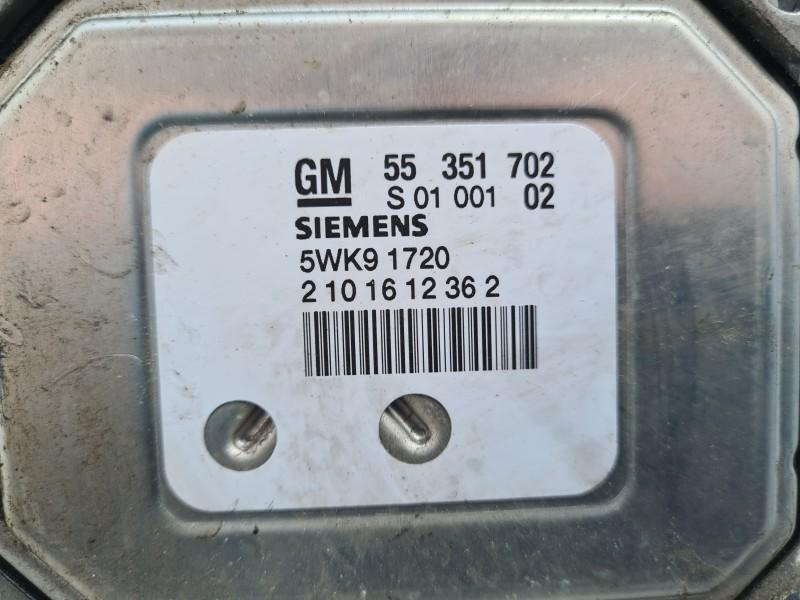 GM 55 351 702
S 01 001 02
SIEMENS
5WK9 1720
2 10 16 12 36 2